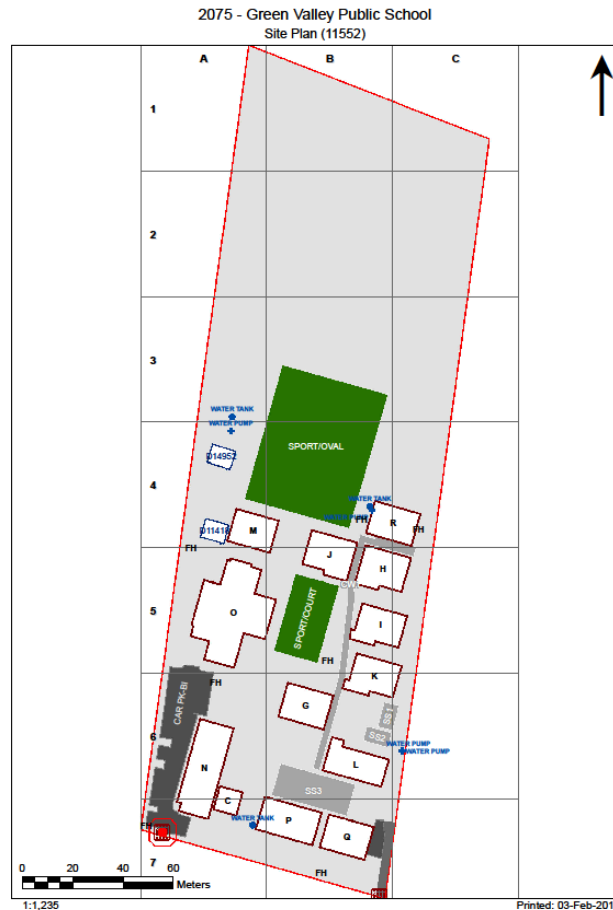 2075 - Green Valley Public School
Site Plan (11552)
A B C
1
2
3
WATER TANK
WATER PUMP
SPORT/OVAL
D14952
4
WATER TANK
WATER PUMP
FH
R
FH
D1141
M
FH
J
H
CW
O
SPORT/COURT
5
I
FH
K
FH
CAR PK-BI
G
SS1
SS2
6
WATER PUMP
WATER PUMP
N
L
SS3
C
WATER TANK
P
Q
FH
7
FH
0 20 40 60
Meters
1:1,235
Printed: 03-Feb-201